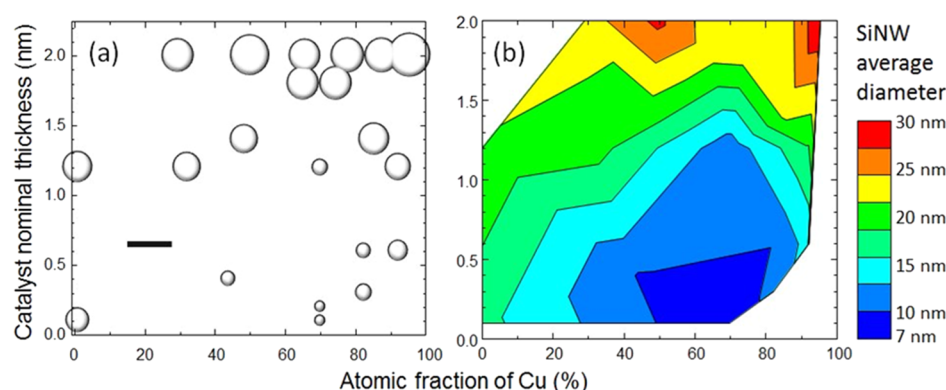 (a)
Catalyst nominal thickness (nm)
2.0
1.5
1.0
0.5
0.0
0 20 40 60 80 100
(b)
2.0
1.5
1.0
0.5
0.0
0 20 40 60 80 100
Atomic fraction of Cu (%)
SiNW
average
diameter
30 nm
25 nm
20 nm
15 nm
10 nm
7 nm